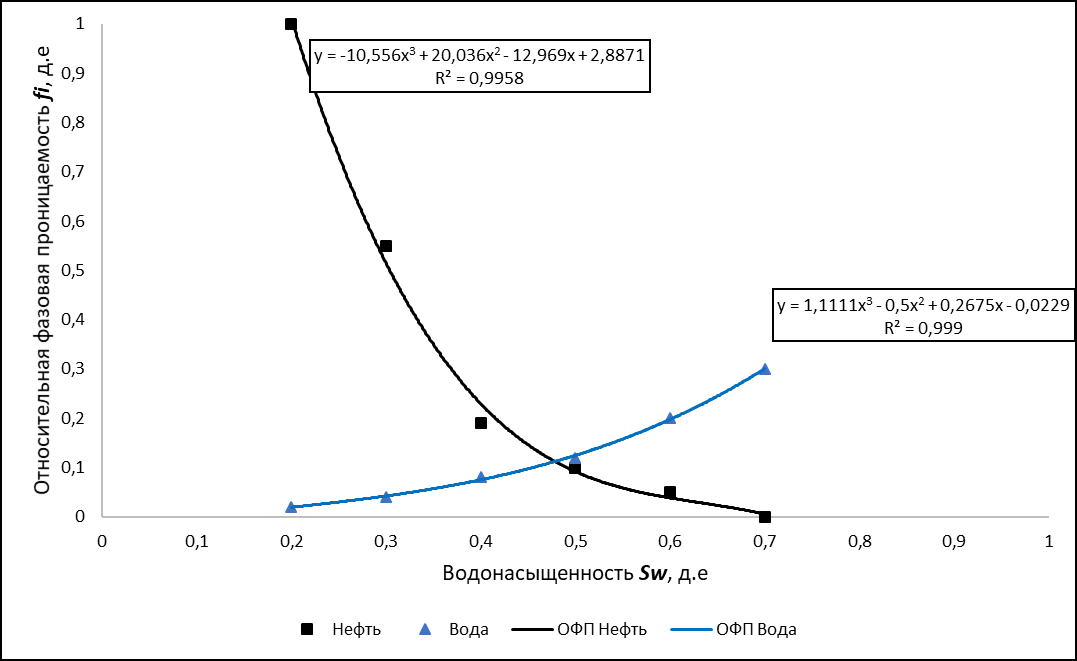 Относительная фазовая проницаемость fi, д.е
1
0,9
0,8
0,7
0,6
0,5
0,4
0,3
0,2
0,1
0
y = -10,556x³ + 20,036x² - 12,969x + 2,8871
R² = 0,9958
y = 1,1111x³ - 0,5x² + 0,2675x - 0,0229
R² = 0,999
0 0,1 0,2 0,3 0,4 0,5 0,6 0,7 0,8 0,9 1
Водонасыщенность Sw, д.е
Нефть Вода ОФП Нефть ОФП Вода